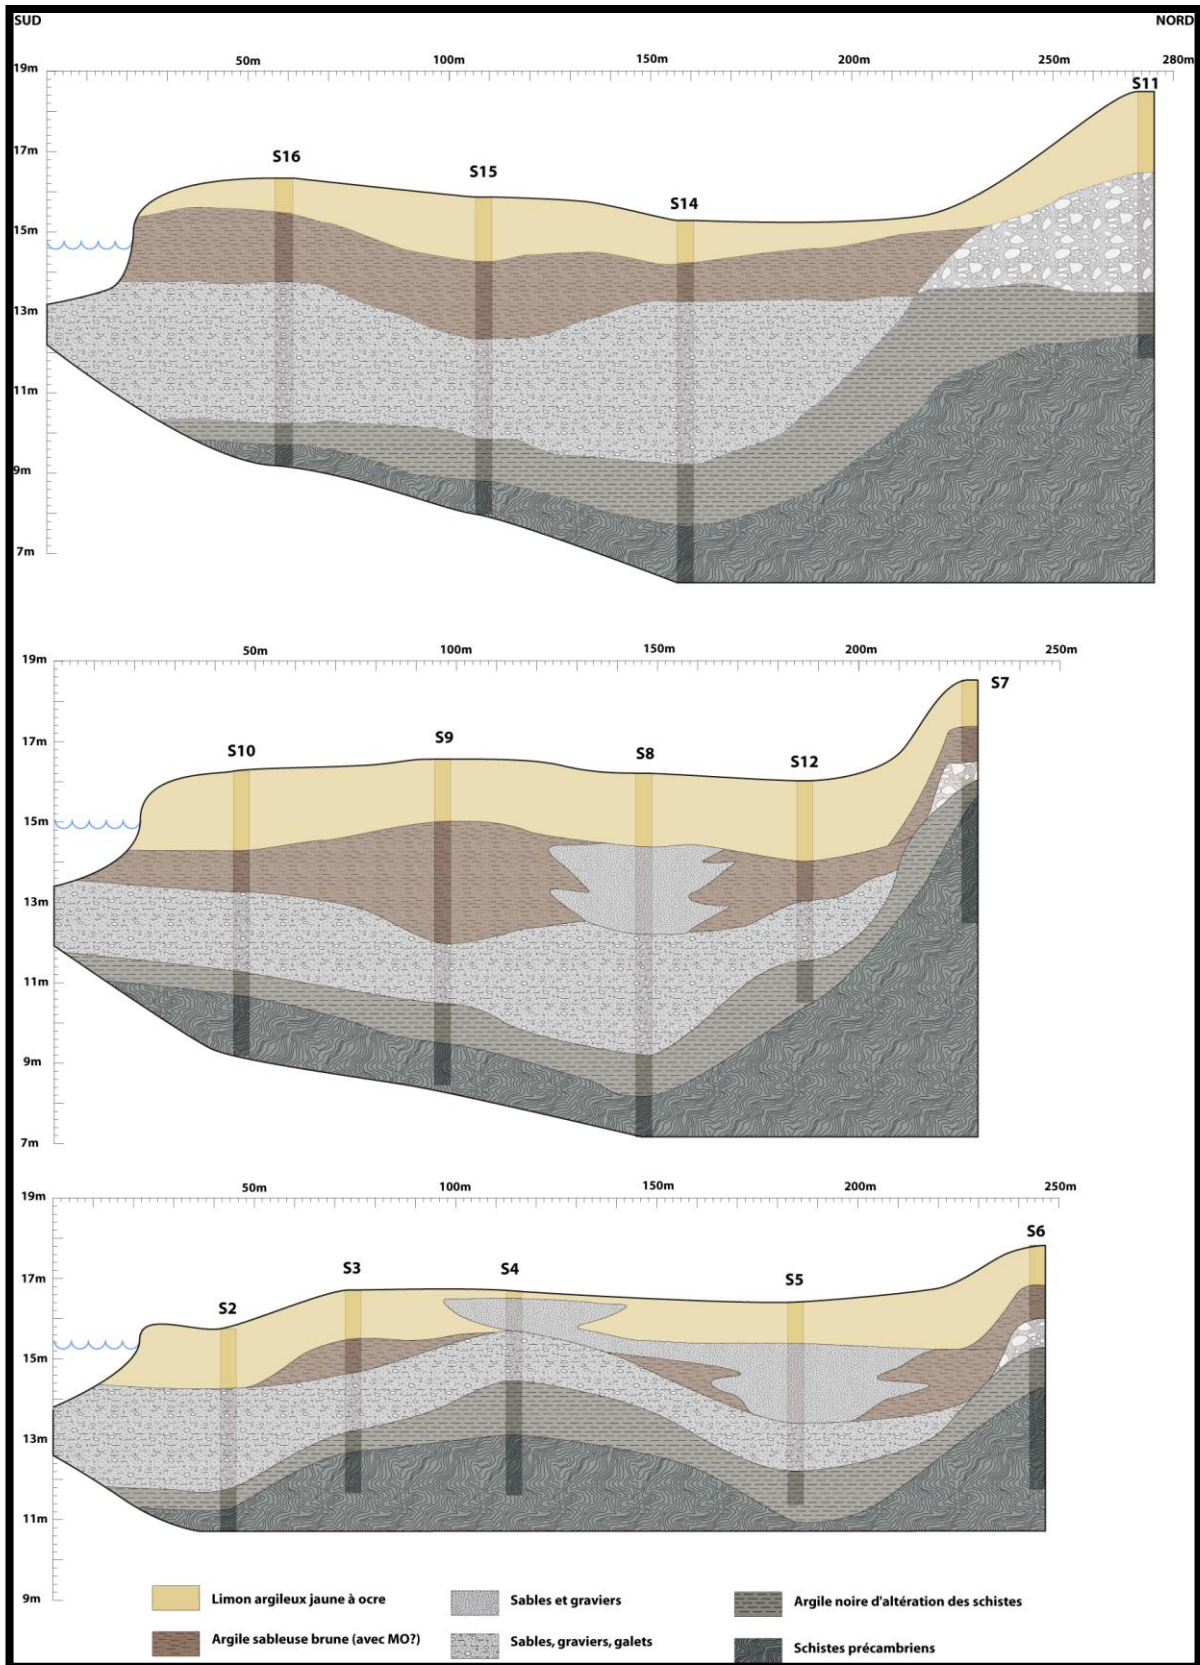 SUD NORD
50m 100m 150m 200m 250m 280m
19m
S11
17m
S16
S15
S14
15m
13m
11m
9m
7m
50m 100m 150m 200m 250m
19m
S7
17m
S10 S9 S8 S12
15m
13m
11m
9m
7m
50m 100m 150m 200m 250m
19m
S6
17m
S2 S3 S4 S5
15m
13m
11m
9m
Limon argileux jaune à ocre
Sables et graviers
Argile noire d'altération des schistes
Argile sableuse brune (avec MO?)
Sables, graviers, galets
Schistes précambriens